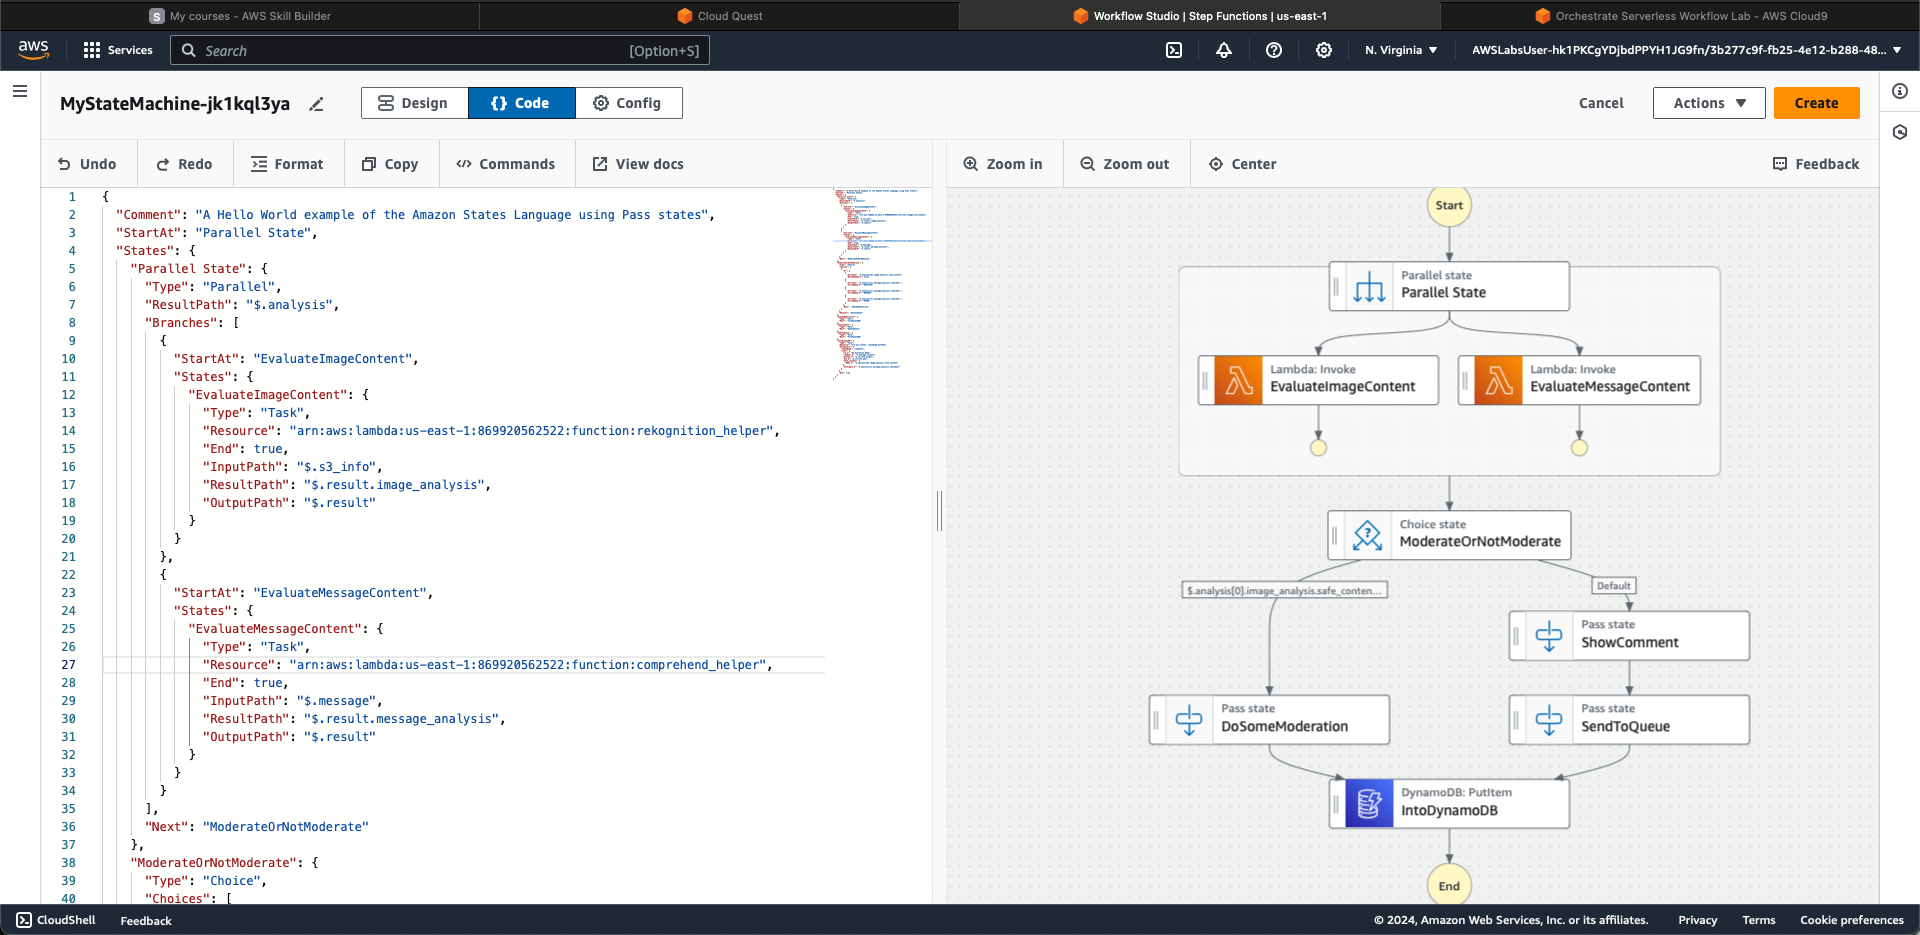 S My courses - AWS Skill Builder
Cloud Quest
Workflow Studio | Step Functions | us-east-1
Orchestrate Serverless Workflow Lab - AWS Cloud9
aws
Services
Search
[Option+S]
N. Virginia ▼
AWSLabsUser-hk1PKCgYDjbdPPYH1JG9fn/3b277c9f-fb25-4e12-b288-48... ▼
MyStateMachine-jk1kql3ya
Design
{} Code
Config
Cancel
Actions ▼
Create
Undo
Redo
Format
Copy
Commands
View docs
Zoom in
Zoom out
Center
Feedback
1 {
2 "Comment": "A Hello World example of the Amazon States Language using Pass states",
3 "StartAt": "Parallel State",
4 "States": {
5 "Parallel State": {
6 "Type": "Parallel",
7 "ResultPath": "$.analysis",
8 "Branches": [
9 {
10 "StartAt": "EvaluateImageContent",
11 "States": {
12 "EvaluateImageContent": {
13 "Type": "Task",
14 "Resource": "arn:aws:lambda:us-east-1:869920562522:function:rekognition_helper",
15 "End": true,
16 "InputPath": "$.s3_info",
17 "ResultPath": "$.result.image_analysis",
18 "OutputPath": "$.result"
19 }
20 }
21 },
22 {
23 "StartAt": "EvaluateMessageContent",
24 "States": {
25 "EvaluateMessageContent": {
26 "Type": "Task",
27 "Resource": "arn:aws:lambda:us-east-1:869920562522:function:comprehend_helper",
28 "End": true,
29 "InputPath": "$.message",
30 "ResultPath": "$.result.message_analysis",
31 "OutputPath": "$.result"
32 }
33 }
34 }
35 ],
36 "Next": "ModerateOrNotModerate"
37 },
38 "ModerateOrNotModerate": {
39 "Type": "Choice",
40 "Choices": [
Start
Parallel state
Parallel State
Lambda: Invoke
EvaluateImageContent
Lambda: Invoke
EvaluateMessageContent
Choice state
ModerateOrNotModerate
$.analysis[0].image_analysis.safe_conten...
Default
Pass state
ShowComment
Pass state
DoSomeModeration
Pass state
SendToQueue
DynamoDB: PutItem
IntoDynamoDB
End
CloudShell
Feedback
© 2024, Amazon Web Services, Inc. or its affiliates.
Privacy
Terms
Cookie preferences